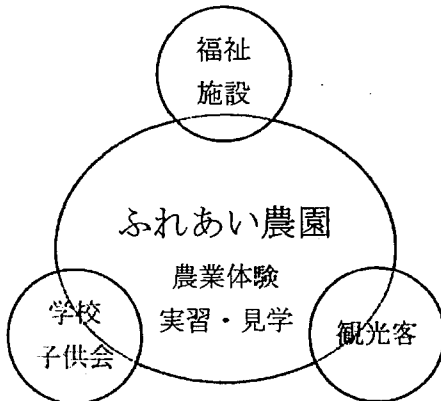 福祉
施設
ふれあい農園
農業体験
実習・見学
学校
子供会
観光客